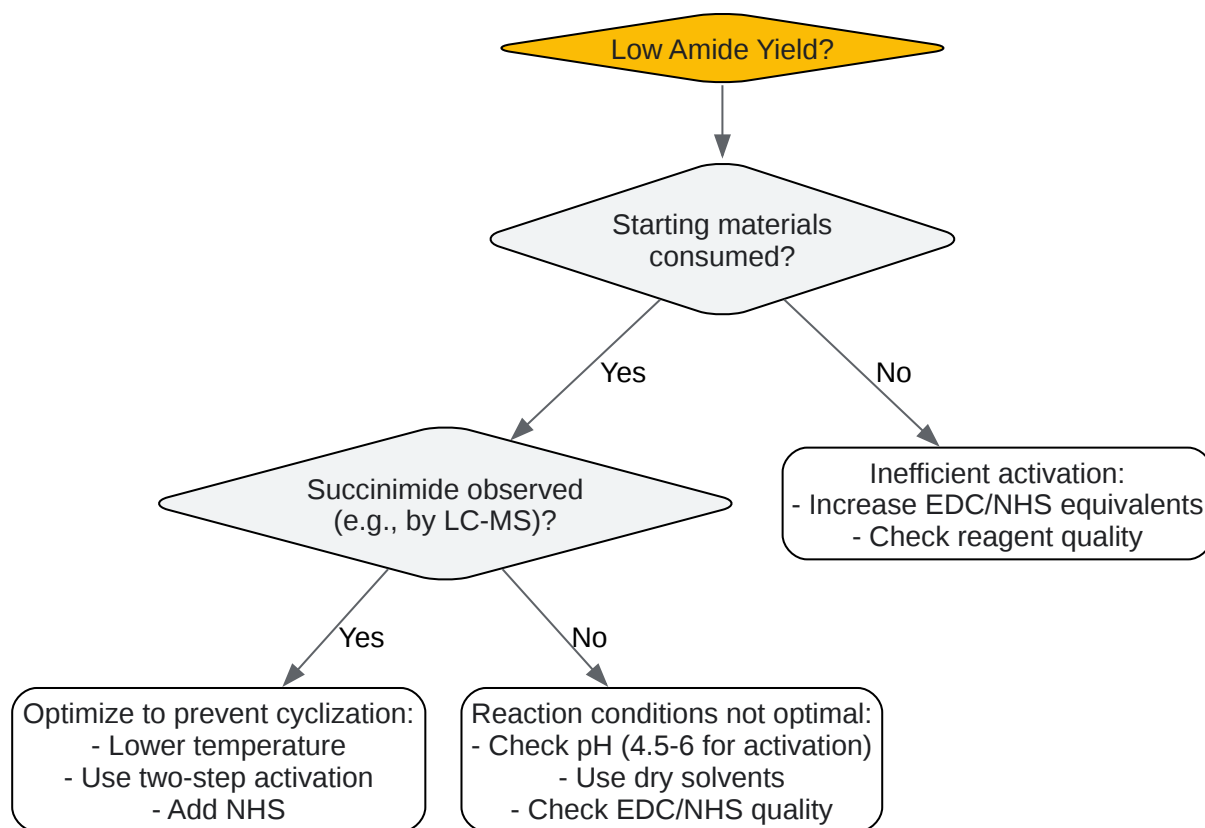 Low Amide Yield?
Starting materials
consumed?
Yes
No
Inefficient activation:
- Increase EDC/NHS equivalents
- Check reagent quality
Succinimide observed
(e.g., by LC-MS)?
Yes
No
Optimize to prevent cyclization:
- Lower temperature
- Use two-step activation
- Add NHS
Reaction conditions not optimal:
- Check pH (4.5-6 for activation)
- Use dry solvents
- Check EDC/NHS quality